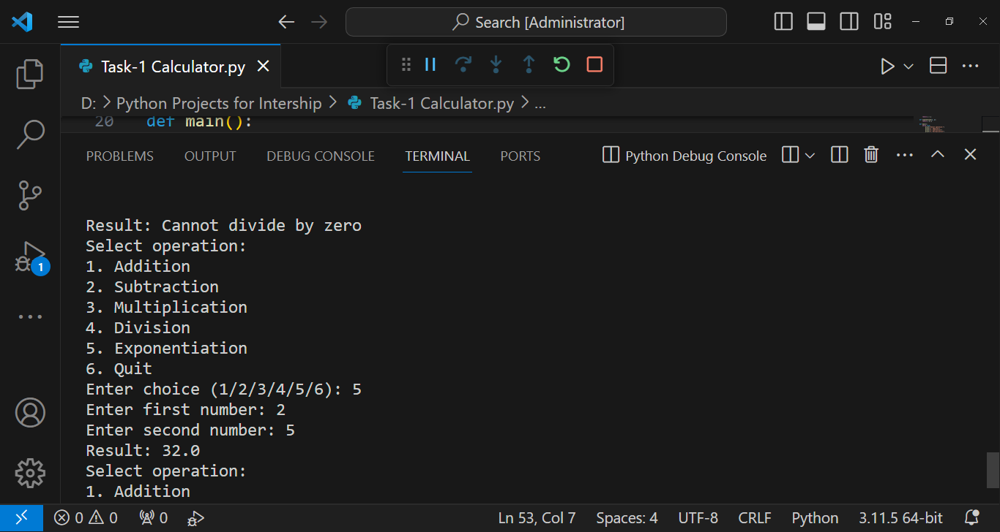 Search [Administrator]
Task-1 Calculator.py
D: > Python Projects for Intership > Task-1 Calculator.py > ...
20 def main():
PROBLEMS OUTPUT DEBUG CONSOLE TERMINAL PORTS Python Debug Console
Result: Cannot divide by zero
Select operation:
1. Addition
2. Subtraction
3. Multiplication
4. Division
5. Exponentiation
6. Quit
Enter choice (1/2/3/4/5/6): 5
Enter first number: 2
Enter second number: 5
Result: 32.0
Select operation:
1. Addition
1
0 0 0 Ln 53, Col 7 Spaces: 4 UTF-8 CRLF Python 3.11.5 64-bit